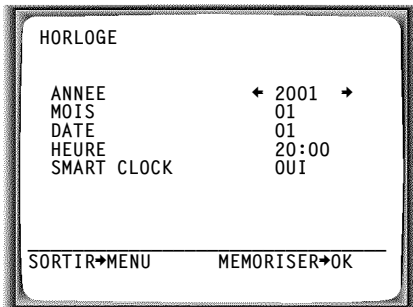 HORLOGE
ANNEE ← 2001 →
MOIS 01
DATE 01
HEURE 20:00
SMART CLOCK OUI
SORTIR→MENU MEMORISER→OK